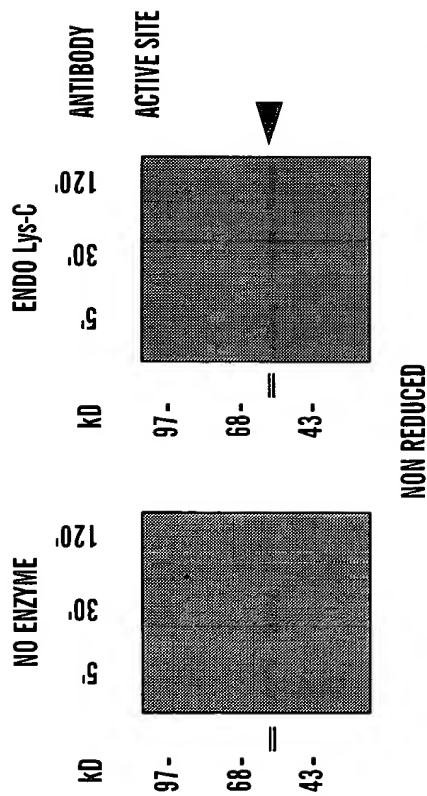 NO ENZYME
ENDO Lys-C
kD 5' 30' 120'
kD 5' 30' 120' ANTIBODY
ACTIVE SITE
97-
68-
=
43-
97-
68-
=
43-
NON REDUCED